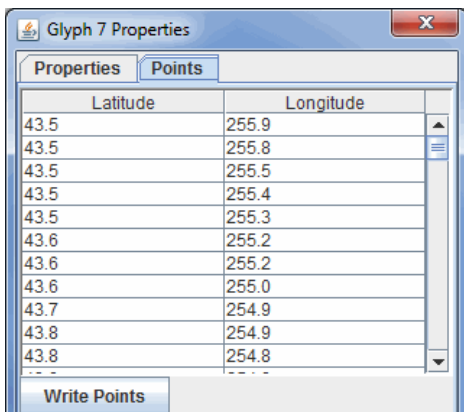 Glyph 7 Properties
Properties Points
Latitude Longitude
43.5 255.9
43.5 255.8
43.5 255.5
43.5 255.4
43.5 255.3
43.6 255.2
43.6 255.2
43.6 255.0
43.7 254.9
43.8 254.9
43.8 254.8
Write Points